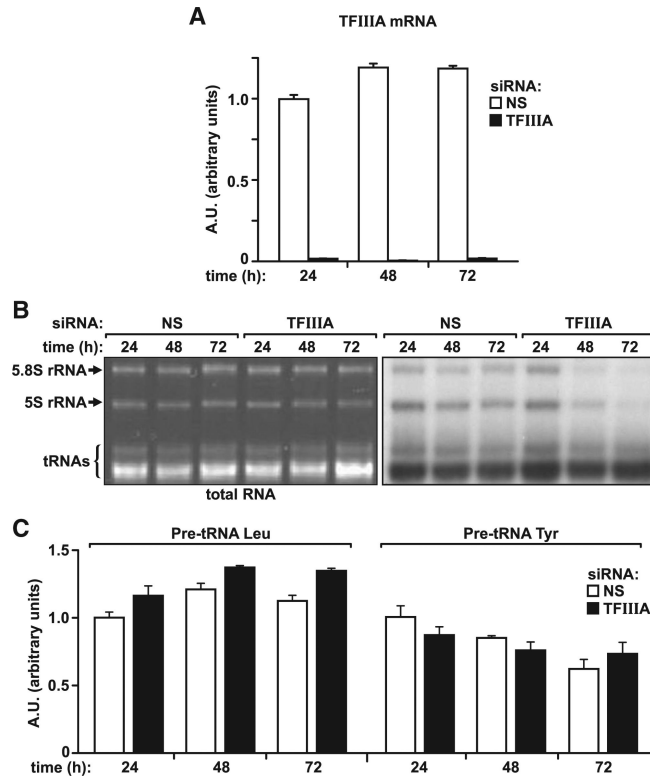 A
TFIIIA mRNA
siRNA:
NS
TFIIIA
A.U. (arbitrary units)
1.0
0.5
0
time (h): 24 48 72
B
siRNA: NS TFIIIA NS TFIIIA
time (h): 24 48 72 24 48 72 24 48 72 24 48 72
5.8S rRNA
5S rRNA
tRNAs
total RNA
C
Pre-tRNA Leu Pre-tRNA Tyr
siRNA:
NS
TFIIIA
A.U. (arbitrary units)
1.5
1.0
0.5
0
time (h): 24 48 72 24 48 72